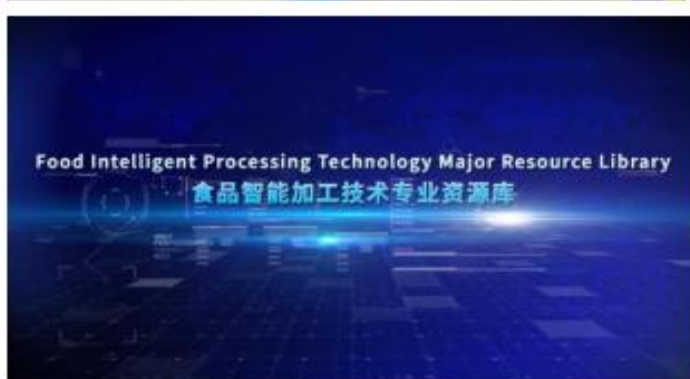 Food Intelligent Processing Technology Major Resource Library
食品智能加工技术专业资源库